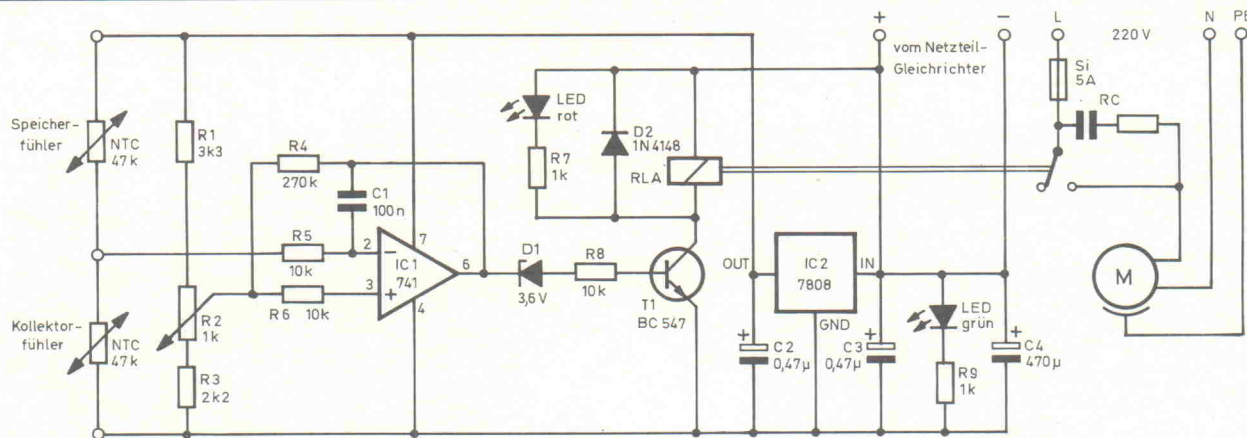 +
−
L
220 V
N
PE
vom Netzteil-
Gleichrichter
Si
5A
RC
Speicher-
fühler
NTC
47k
R1
3k3
R4
270k
C1
100n
LED
rot
R7
1k
D2
1N4148
RLA
R5
10k
2
−
7
IC1
741
6
3
+
4
R6
10k
D1
3,6V
R8
10k
T1
BC 547
OUT
IC2
7808
IN
GND
LED
grün
M
Kollektor-
fühler
NTC
47k
R2
1k
R3
2k2
+
C2
0,47µ
+
C3
0,47µ
R9
1k
+
C4
470µ